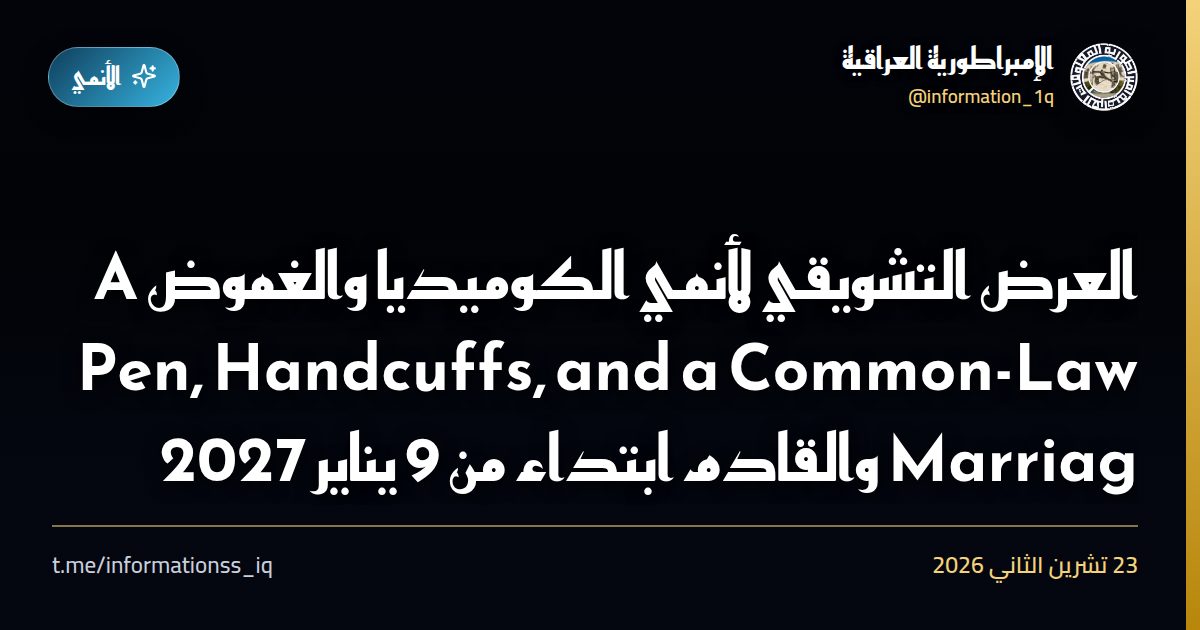 الإمبراطورية العراقية
@information_1q
الأنمي
العرض التشويقي لأنمي الكوميديا والغموض A
Pen, Handcuffs, and a Common-Law
Marriag والقادم ابتداء من 9 يناير 2027
23 تشرين الثاني 2026
t.me/informationss_iq